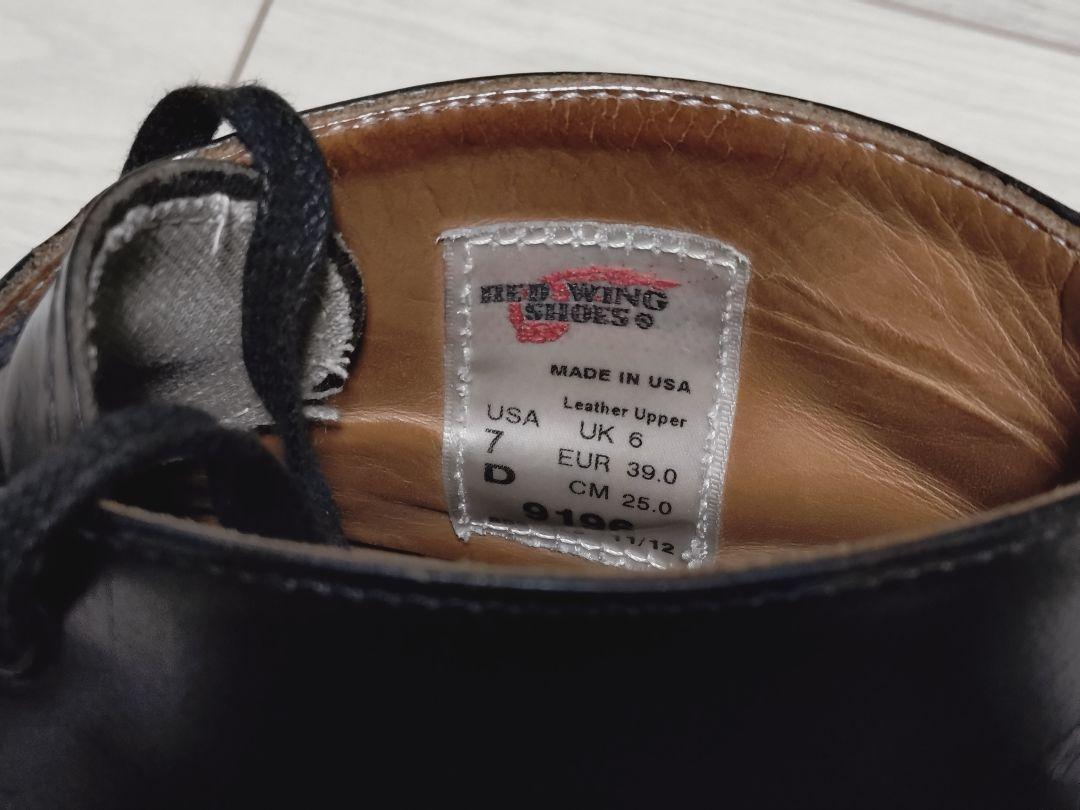 RED WING
SHOES®
MADE IN USA
Leather Upper
USA
7
D
UK 6
EUR 39.0
CM 25.0
9196
11/12